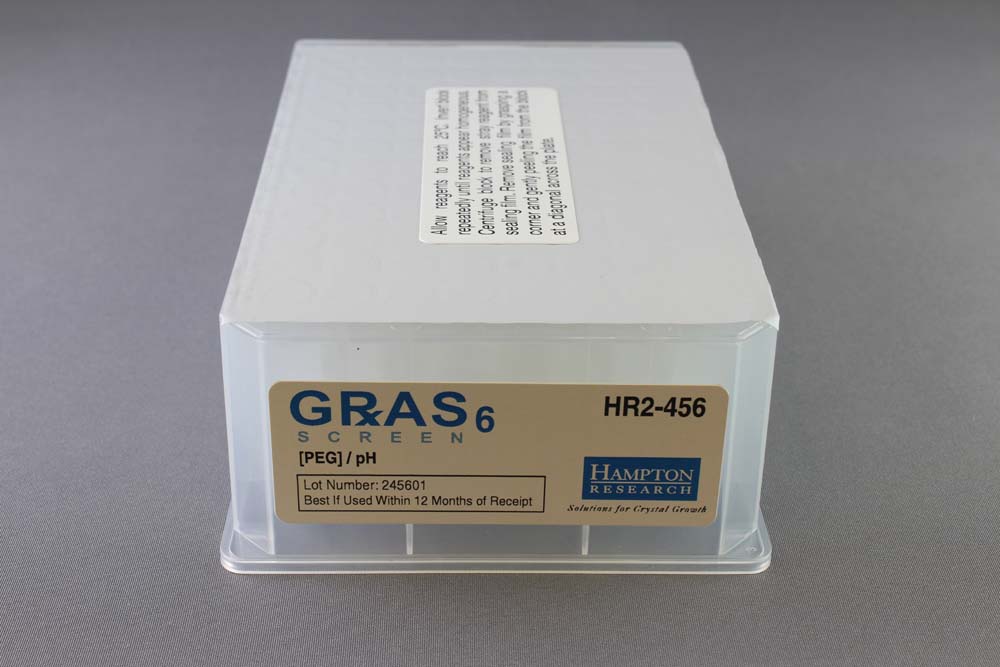 Allow reagents to reach 25ºC. Invert block
repeatedly until reagents appear homogeneous.
Centrifuge block to remove stray reagent from
sealing film. Remove sealing film by grasping a
corner and gently peeling the film from the block
at a diagonal across the plate.
GRxAS 6
SCREEN
HR2-456
[PEG] / pH
Lot Number: 245601
Best If Used Within 12 Months of Receipt
HAMPTON
RESEARCH
Solutions for Crystal Growth